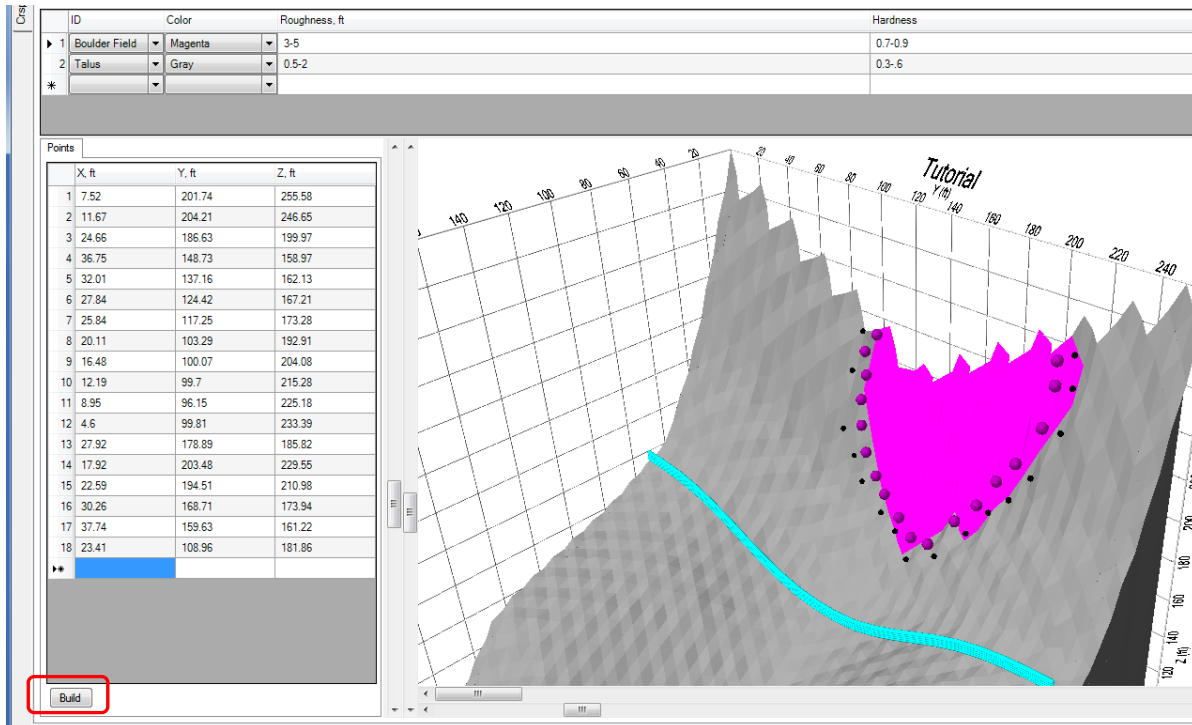 Crsp
ID Color Roughness, ft Hardness
1 Boulder Field Magenta 3-5 0.7-0.9
2 Talus Gray 0.5-2 0.3-.6
Points
X, ft Y, ft Z, ft
1 7.52 201.74 255.58
2 11.67 204.21 246.65
3 24.66 186.63 199.97
4 36.75 148.73 158.97
5 32.01 137.16 162.13
6 27.84 124.42 167.21
7 25.84 117.25 173.28
8 20.11 103.29 192.91
9 16.48 100.07 204.08
10 12.19 99.7 215.28
11 8.95 96.15 225.18
12 4.6 99.81 233.39
13 27.92 178.89 185.82
14 17.92 203.48 229.55
15 22.59 194.51 210.98
16 30.26 168.71 173.94
17 37.74 159.63 161.22
18 23.41 108.96 181.86
Build
Tutorial
Y (ft)
140 120 100 80 60 40 20
20 40 60 80 100 120 140 160 180 200 220 240
200
180
160
140
120
Z (ft)